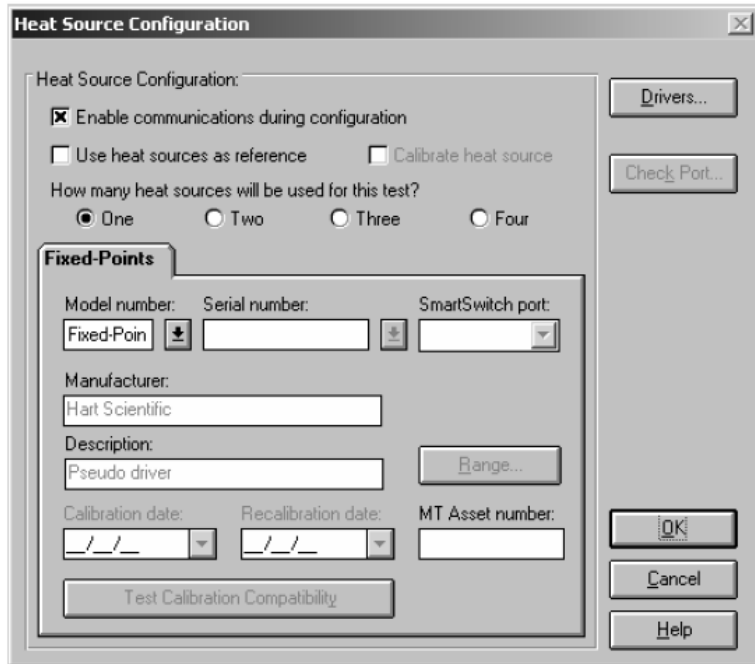 Heat Source Configuration
Heat Source Configuration:
Drivers...
Enable communications during configuration
Use heat sources as reference Calibrate heat source
Check Port...
How many heat sources will be used for this test?
One Two Three Four
Fixed-Points
Model number: Serial number: SmartSwitch port:
Fixed-Poin
Manufacturer:
Hart Scientific
Description:
Pseudo driver
Range...
Calibration date: Recalibration date: MT Asset number:
__/__/__ __/__/__
OK
Test Calibration Compatibility
Cancel
Help